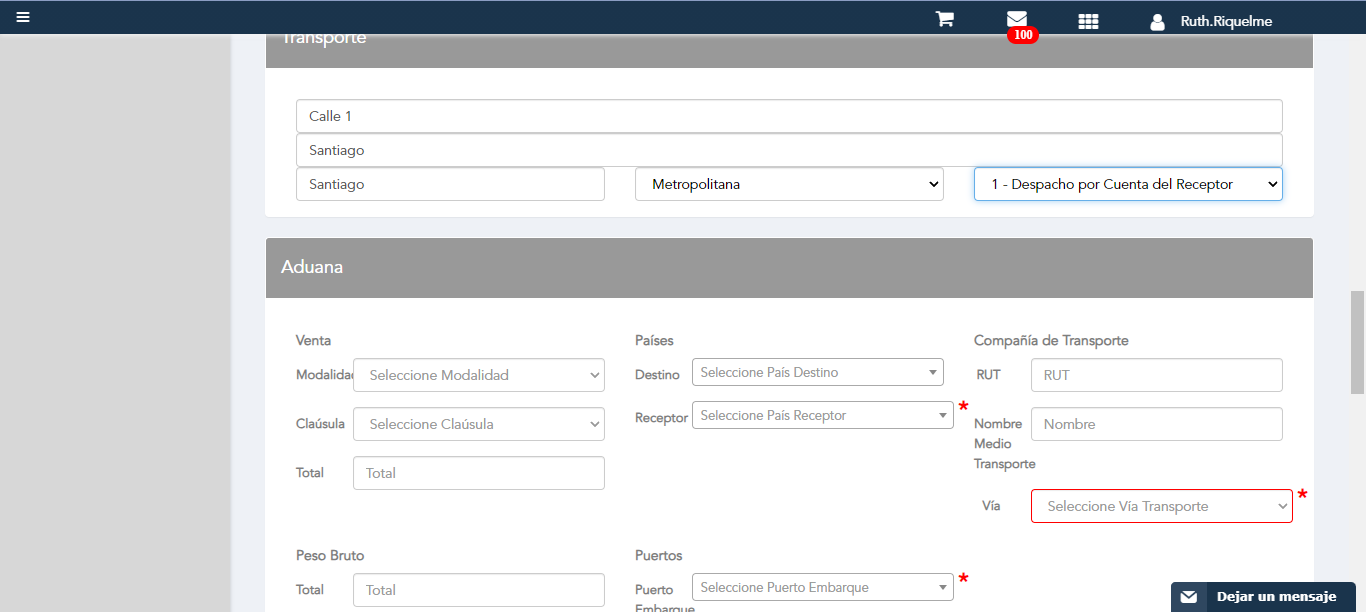 Ruth.Riquelme
100
Transporte
Calle 1
Santiago
Santiago Metropolitana 1 - Despacho por Cuenta del Receptor
Aduana
Venta Países Compañía de Transporte
Modalidad Seleccione Modalidad Destino Seleccione País Destino RUT RUT
Claúsula Seleccione Claúsula Receptor Seleccione País Receptor * Nombre Medio Transporte Nombre
Total Total
Vía Seleccione Vía Transporte *
Peso Bruto Puertos
Total Total Puerto Embarque Seleccione Puerto Embarque *
Dejar un mensaje